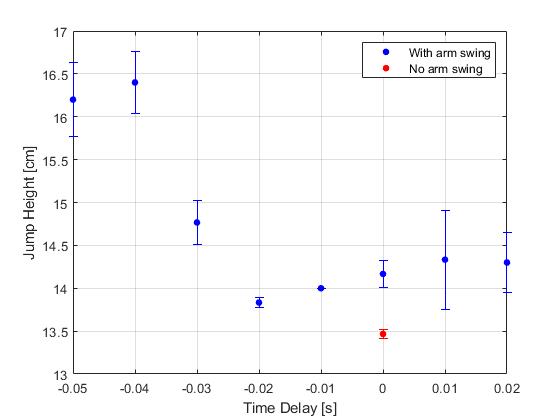 17
16.5
16
15.5
15
14.5
14
13.5
13
Jump Height [cm]
With arm swing
No arm swing
-0.05 -0.04 -0.03 -0.02 -0.01 0 0.01 0.02
Time Delay [s]